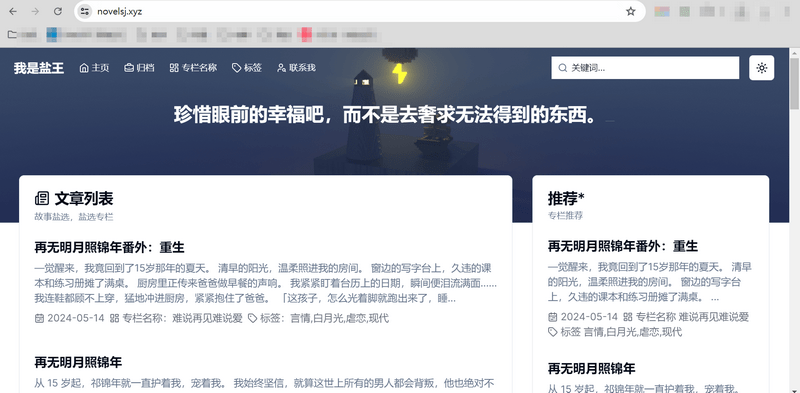 novelsj.xyz
我是盐王 主页 归档 专栏名称 标签 联系我 关键词...
珍惜眼前的幸福吧，而不是去奢求无法得到的东西。
文章列表
故事盐选，盐选专栏
再无明月照锦年番外：重生
一觉醒来，我竟回到了15岁那年的夏天。 清早的阳光，温柔照进我的房间。 窗边的写字台上，久违的课
本和练习册摊了满桌。 厨房里正传来爸爸做早餐的声响。 我紧紧盯着台历上的日期，瞬间便泪流满面……
我连鞋都顾不上穿，猛地冲进厨房，紧紧抱住了爸爸。 「这孩子，怎么光着脚就跑出来了，睡...
2024-05-14 专栏名称：难说再见难说爱 标签：言情,白月光,虐恋,现代
再无明月照锦年
从 15 岁起，祁锦年就一直护着我，宠着我。 我始终坚信，就算这世上所有的男人都会背叛，他也绝对不
推荐*
专栏推荐
再无明月照锦年番外：重生
一觉醒来，我竟回到了15岁那年的夏天。 清早
的阳光，温柔照进我的房间。 窗边的写字台
上，久违的课本和练习册摊了满桌。 ...
2024-05-14 专栏名称 难说再见难说爱
标签 言情,白月光,虐恋,现代
再无明月照锦年
从 15 岁起，祁锦年就一直护着我，宠着我。